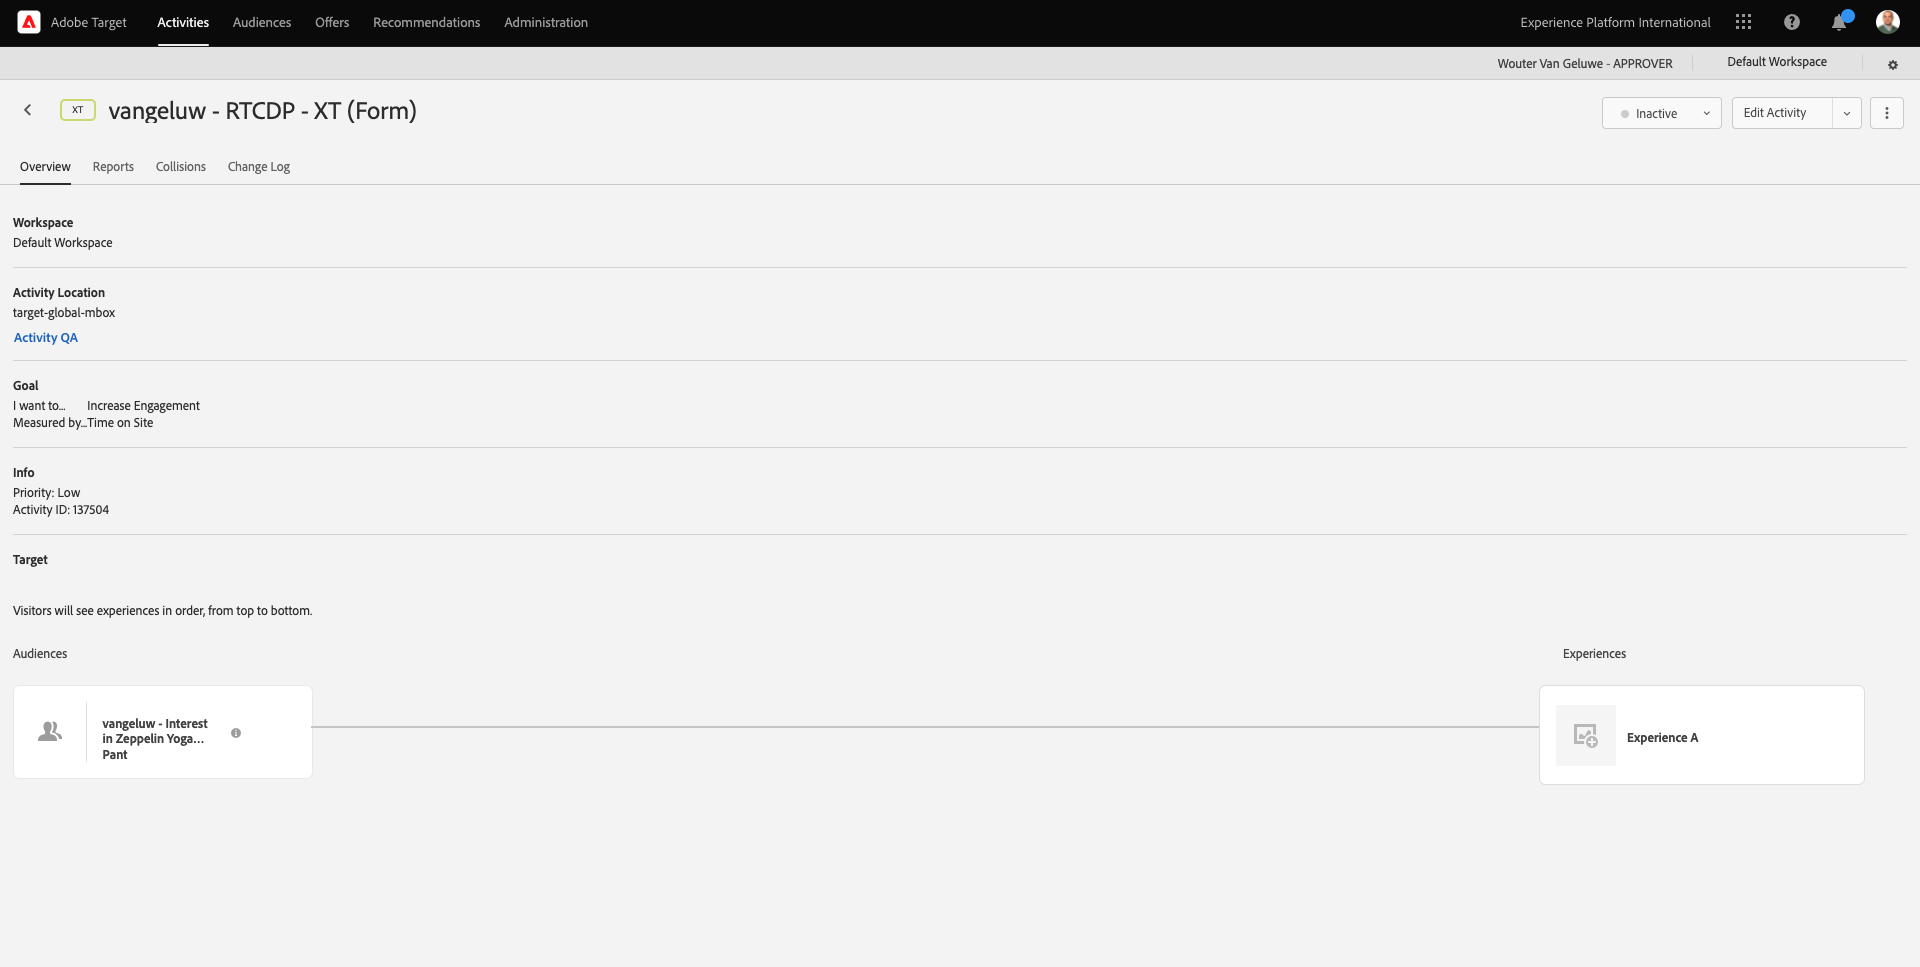 Adobe Target
Activities
Audiences
Offers
Recommendations
Administration
Experience Platform International
Wouter Van Geluwe - APPROVER
Default Workspace
XT
vangeluw - RTCDP - XT (Form)
Inactive
Edit Activity
Overview
Reports
Collisions
Change Log
Workspace
Default Workspace
Activity Location
target-global-mbox
Activity QA
Goal
I want to... Increase Engagement
Measured by... Time on Site
Info
Priority: Low
Activity ID: 137504
Target
Visitors will see experiences in order, from top to bottom.
Audiences
Experiences
vangeluw - Interest
in Zeppelin Yoga...
Pant
Experience A